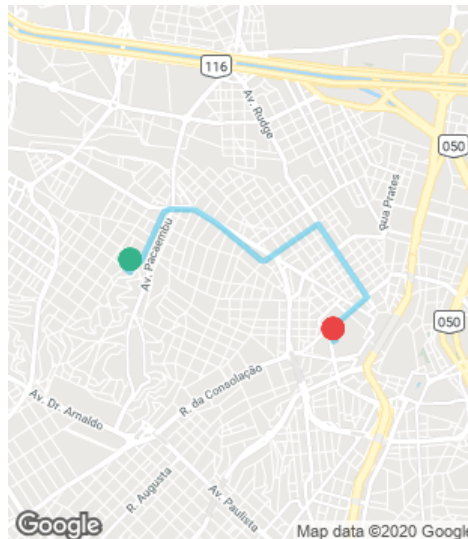 116
Av. Rudge
050
Rua Prates
Av. Pacaembu
050
R. da Consolação
Av. Dr. Arnaldo
R. Augusta
Av. Paulista
Google
Map data ©2020 Google